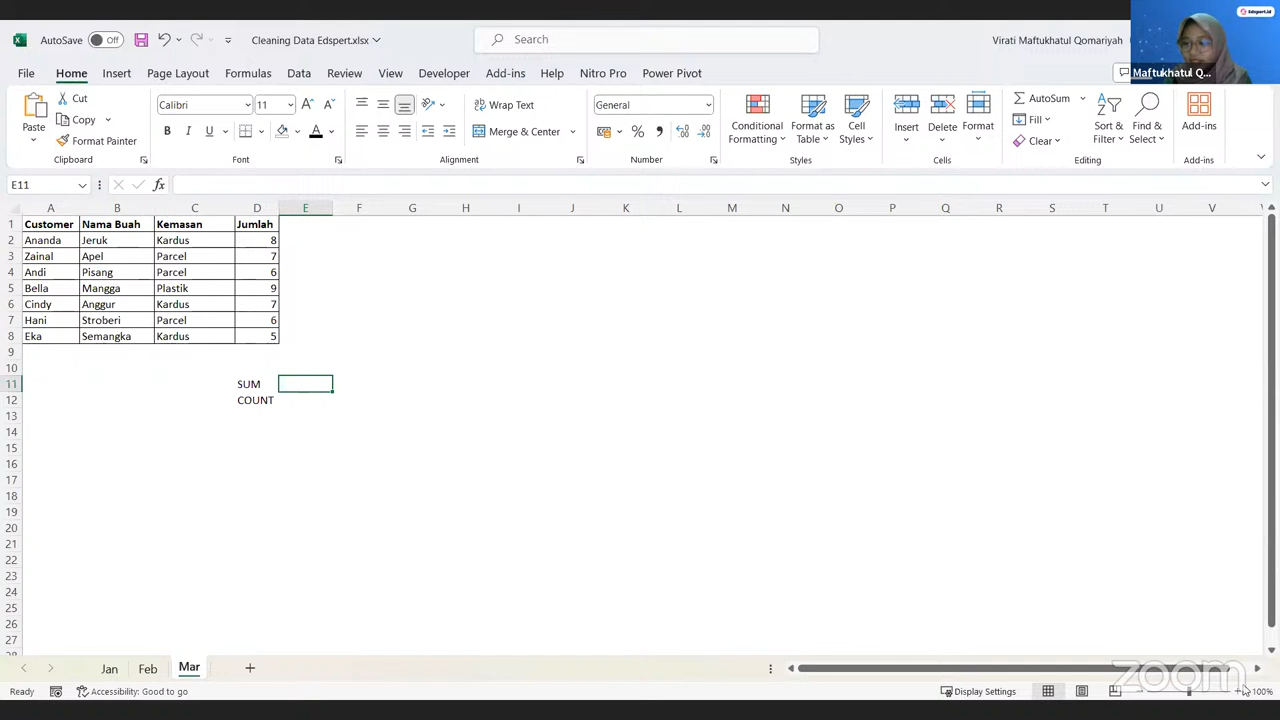 Edspert.id
AutoSave Off Cleaning Data Edspert.xlsx Search Virati Maftukhatul Qomariyah
Maftukhatul Q...
File Home Insert Page Layout Formulas Data Review View Developer Add-ins Help Nitro Pro Power Pivot
Paste Cut Copy Format Painter
Calibri 11
B I U A
Wrap Text
Merge & Center
General
% 9
Conditional Formatting Format as Table Cell Styles
Insert Delete Format
AutoSum Fill Clear
Sort & Filter Find & Select
Add-ins
Clipboard Font Alignment Number Styles Cells Editing Add-ins
E11 fx
A B C D E F G H I J K L M N O P Q R S T U V
1 Customer Nama Buah Kemasan Jumlah
2 Ananda Jeruk Kardus 8
3 Zainal Apel Parcel 7
4 Andi Pisang Parcel 6
5 Bella Mangga Plastik 9
6 Cindy Anggur Kardus 7
7 Hani Stroberi Parcel 6
8 Eka Semangka Kardus 5
9
10
11 SUM
12 COUNT
13
14
15
16
17
18
19
20
21
22
23
24
25
26
27
Jan Feb Mar +
zoom
Ready Accessibility: Good to go Display Settings 100%